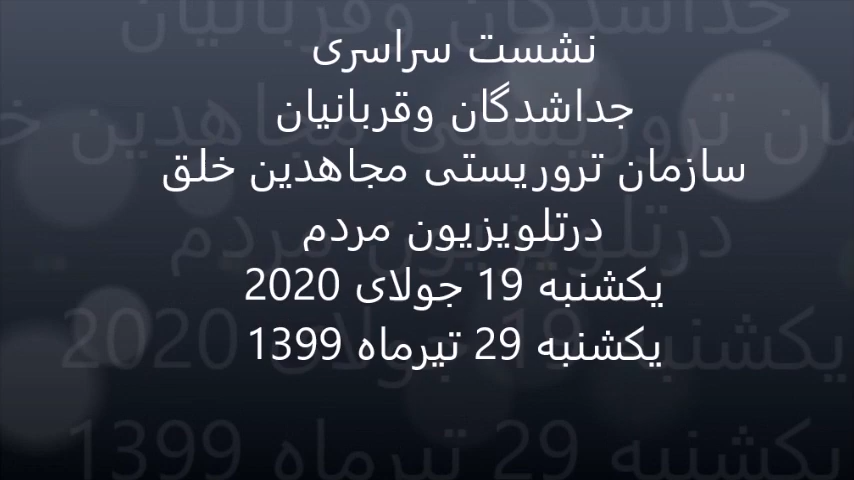 نشست سراسری
جداشدگان وقربانیان
سازمان تروریستی مجاهدین خلق
درتلویزیون مردم
یکشنبه 19 جولای 2020
یکشنبه 29 تیرماه 1399